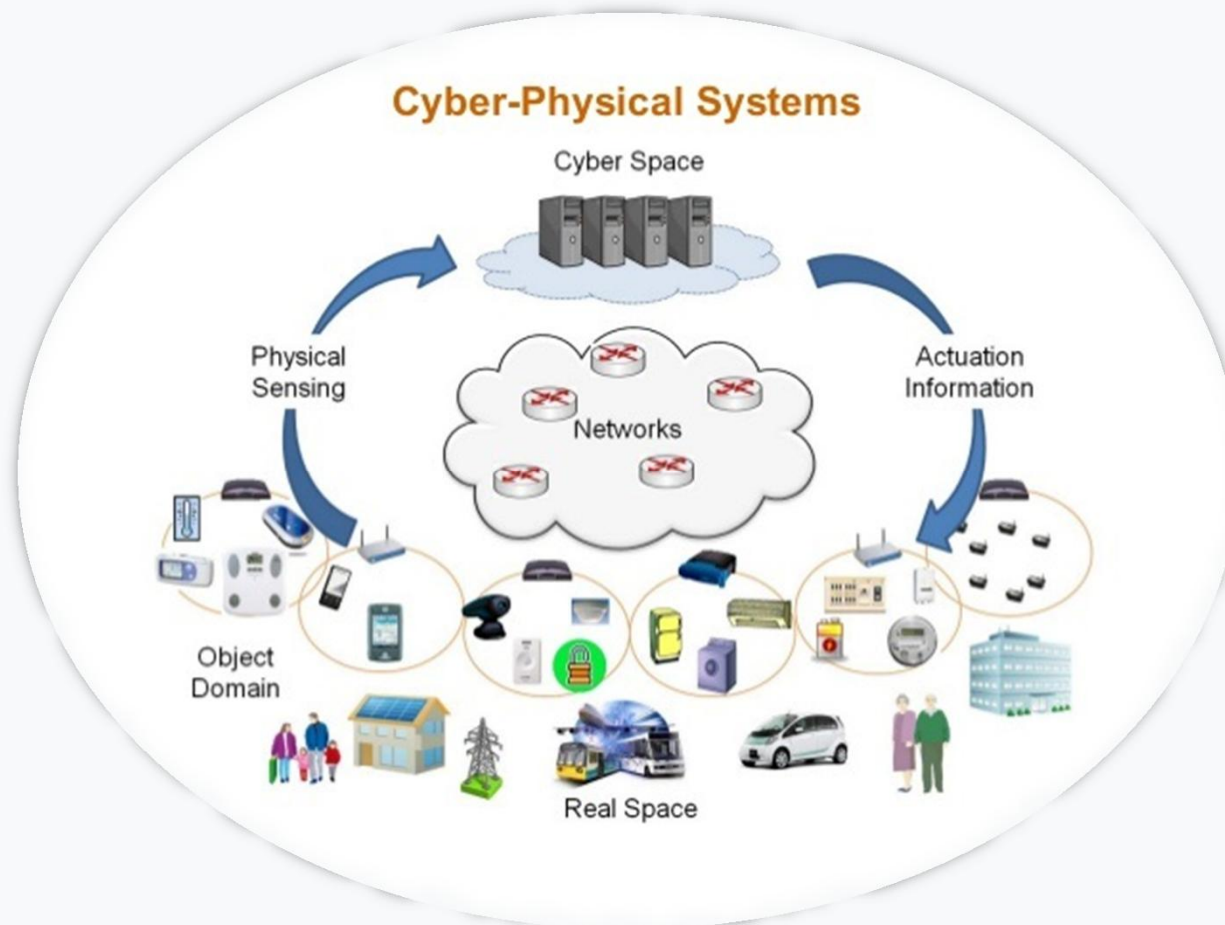 Cyber-Physical Systems
Cyber Space
Physical
Sensing
Actuation
Information
Networks
Object
Domain
Real Space